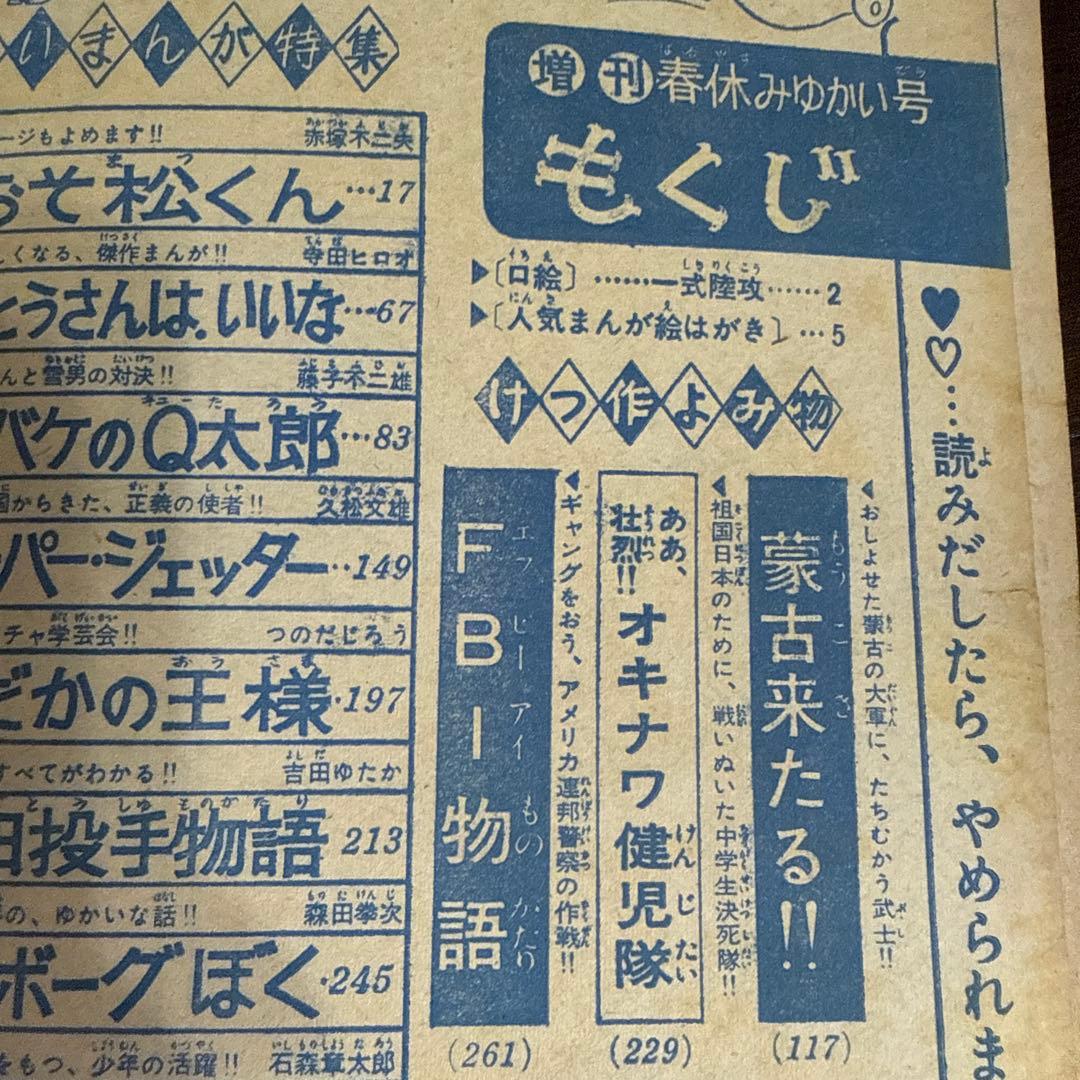 増刊春休みゆかい号
もくじ
▶〔口絵〕……一式陸攻……2
▶〔人気まんが絵はがき〕…5
けつ作よみ物
♥♡…読みだしたら、やめられま
◀おしよせた蒙古の大軍に、たちむかう武士!!
蒙古来たる!!
(117)
◀祖国日本のために、戦いぬいた中学生決死隊!!
ああ、壮烈!!オキナワ健児隊
(229)
◀ギャングをおう、アメリカ連邦警察の作戦!!
FBI物語
(261)
いまんが特集
ージもよめます!! 赤塚不二夫
おそ松くん…17
しくなる、傑作まんが!! 寺田ヒロオ
とうさんは、いいな…67
んと雪男の対決!! 藤子不二雄
バケのQ太郎…83
国からきた、正義の使者!! 久松文雄
ーパー・ジェッター‥149
チャ学芸会!! つのだじろう
だかの王様・197
すべてがわかる!! 吉田ゆたか
田投手物語 213
の、ゆかいな話!! 森田拳次
ボーグぼく・245
をもつ、少年の活躍!! 石森章太郎